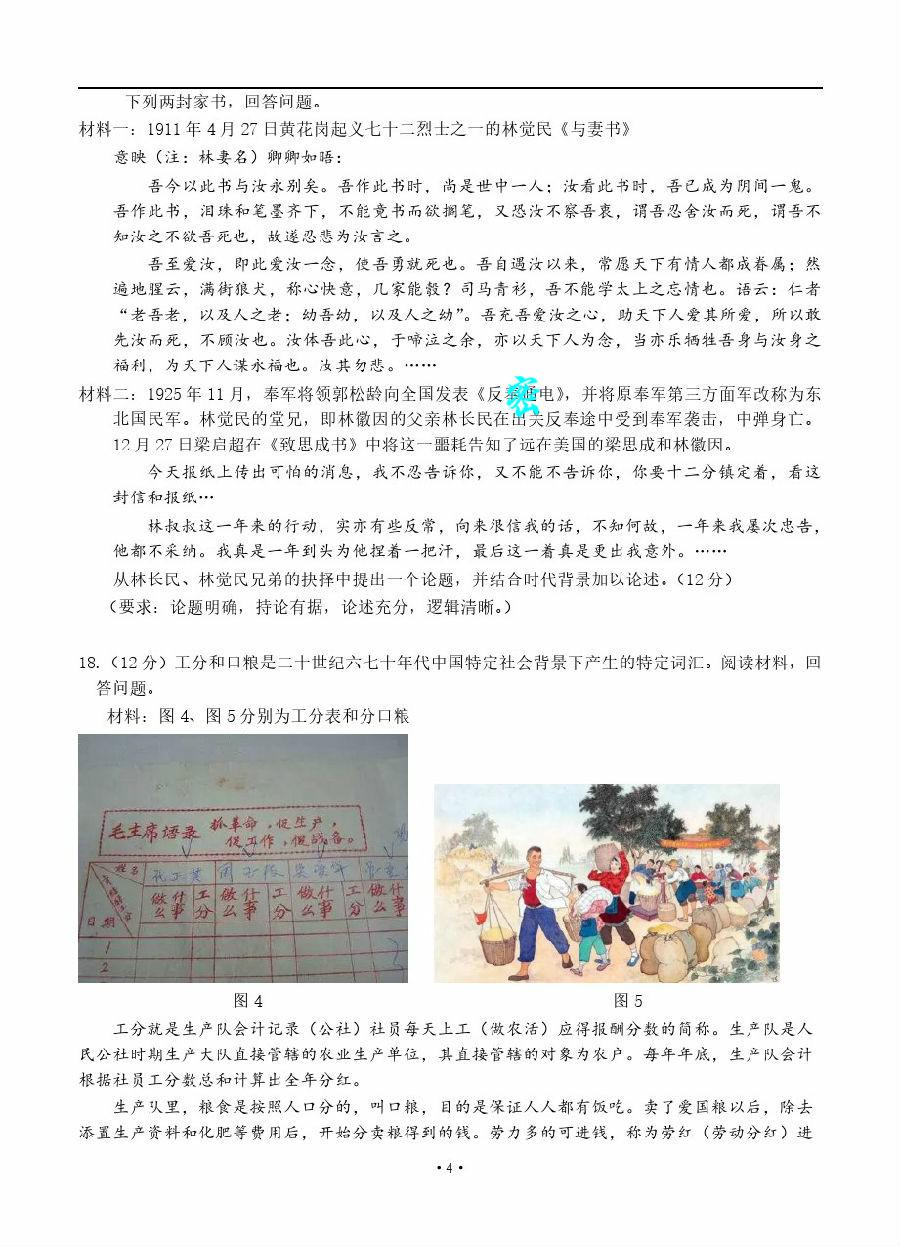 下列两封家书，回答问题。
材料一：1911 年 4 月 27 日黄花岗起义七十二烈士之一的林觉民《与妻书》
意映（注：林妻名）卿卿如晤：
吾今以此书与汝永别矣。吾作此书时，尚是世中一人；汝看此书时，吾已成为阴间一鬼。
吾作此书，泪珠和笔墨齐下，不能竟书而欲搁笔，又恐汝不察吾衷，谓吾忍舍汝而死，谓吾不
知汝之不欲吾死也，故遂忍悲为汝言之。
吾至爱汝，即此爱汝一念，使吾勇就死也。吾自遇汝以来，常愿天下有情人都成眷属；然
遍地腥云，满街狼犬，称心快意，几家能彀？司马青衫，吾不能学太上之忘情也。语云：仁者
“老吾老，以及人之老；幼吾幼，以及人之幼”。吾充吾爱汝之心，助天下人爱其所爱，所以敢
先汝而死，不顾汝也。汝体吾此心，于啼泣之余，亦以天下人为念，当亦乐牺牲吾身与汝身之
福利，为天下人谋永福也。汝其勿悲。……
材料二：1925 年 11 月，奉军将领郭松龄向全国发表《反奉通电》，并将原奉军第三方面军改称为东
北国民军。林觉民的堂兄，即林徽因的父亲林长民在出关反奉途中受到奉军袭击，中弹身亡。
12 月 27 日梁启超在《致思成书》中将这一噩耗告知了远在美国的梁思成和林徽因。
今天报纸上传出可怕的消息，我不忍告诉你，又不能不告诉你，你要十二分镇定着，看这
封信和报纸…
林叔叔这一年来的行动，实亦有些反常，向来很信我的话，不知何故，一年来我屡次忠告，
他都不采纳。我真是一年到头为他捏着一把汗，最后这一着真是更出我意外。……
从林长民、林觉民兄弟的抉择中提出一个论题，并结合时代背景加以论述。（12 分）
（要求：论题明确，持论有据，论述充分，逻辑清晰。）
密
18.（12 分）工分和口粮是二十世纪六七十年代中国特定社会背景下产生的特定词汇。阅读材料，回
答问题。
材料：图 4、图 5 分别为工分表和分口粮
毛主席语录 抓革命，促生产，
促工作，促战备。
姓名
日期
做什么事 工分 做什么事 工分 做什么事 工分 做什么事
1
2
图 4
图 5
工分就是生产队会计记录（公社）社员每天上工（做农活）应得报酬分数的简称。生产队是人
民公社时期生产大队直接管辖的农业生产单位，其直接管辖的对象为农户。每年年底，生产队会计
根据社员工分数总和计算出全年分红。
生产队里，粮食是按照人口分的，叫口粮，目的是保证人人都有饭吃。卖了爱国粮以后，除去
添置生产资料和化肥等费用后，开始分卖粮得到的钱。劳力多的可进钱，称为劳红（劳动分红）进
·4·